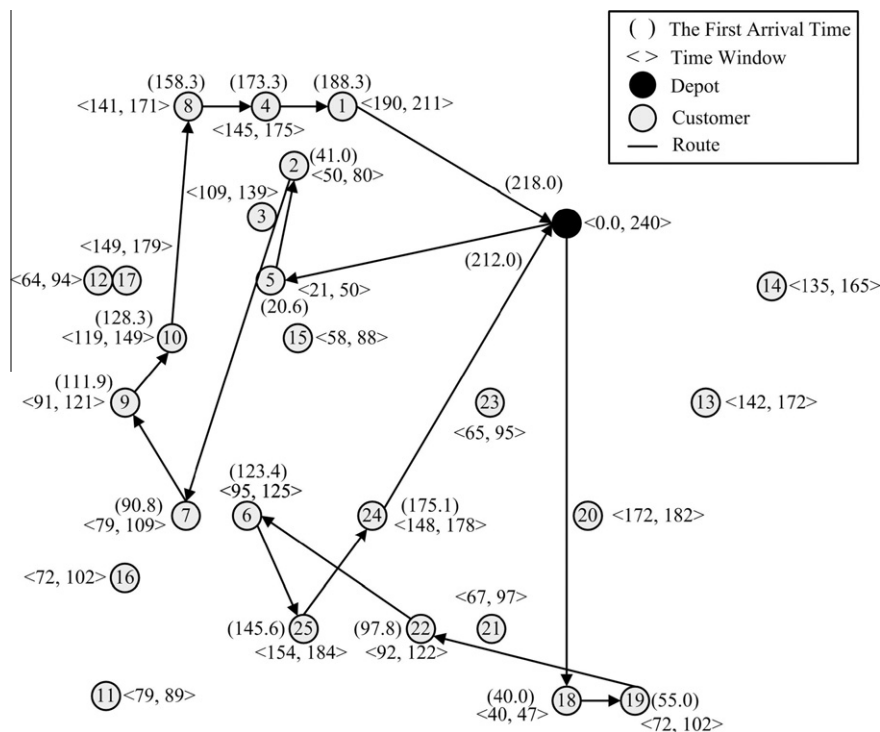 ( ) The First Arrival Time
< > Time Window
Depot
Customer
Route
(158.3) (173.3) (188.3)
<141, 171> 8 4 1 <190, 211>
<145, 175>
(41.0)
2 <50, 80>
<109, 139>
3
(218.0)
<0.0, 240>
<149, 179>
(212.0)
<64, 94> 12 17
5 <21, 50>
(20.6)
14 <135, 165>
(128.3)
<119, 149> 10
15 <58, 88>
(111.9)
<91, 121> 9
23
<65, 95>
13 <142, 172>
(123.4)
<95, 125>
(90.8)
<79, 109> 7
6
24 (175.1)
<148, 178>
20 <172, 182>
<72, 102> 16
<67, 97>
(145.6) 25
<154, 184>
(97.8) 22
<92, 122>
21
11 <79, 89>
(40.0) 18
<40, 47>
19 (55.0)
<72, 102>